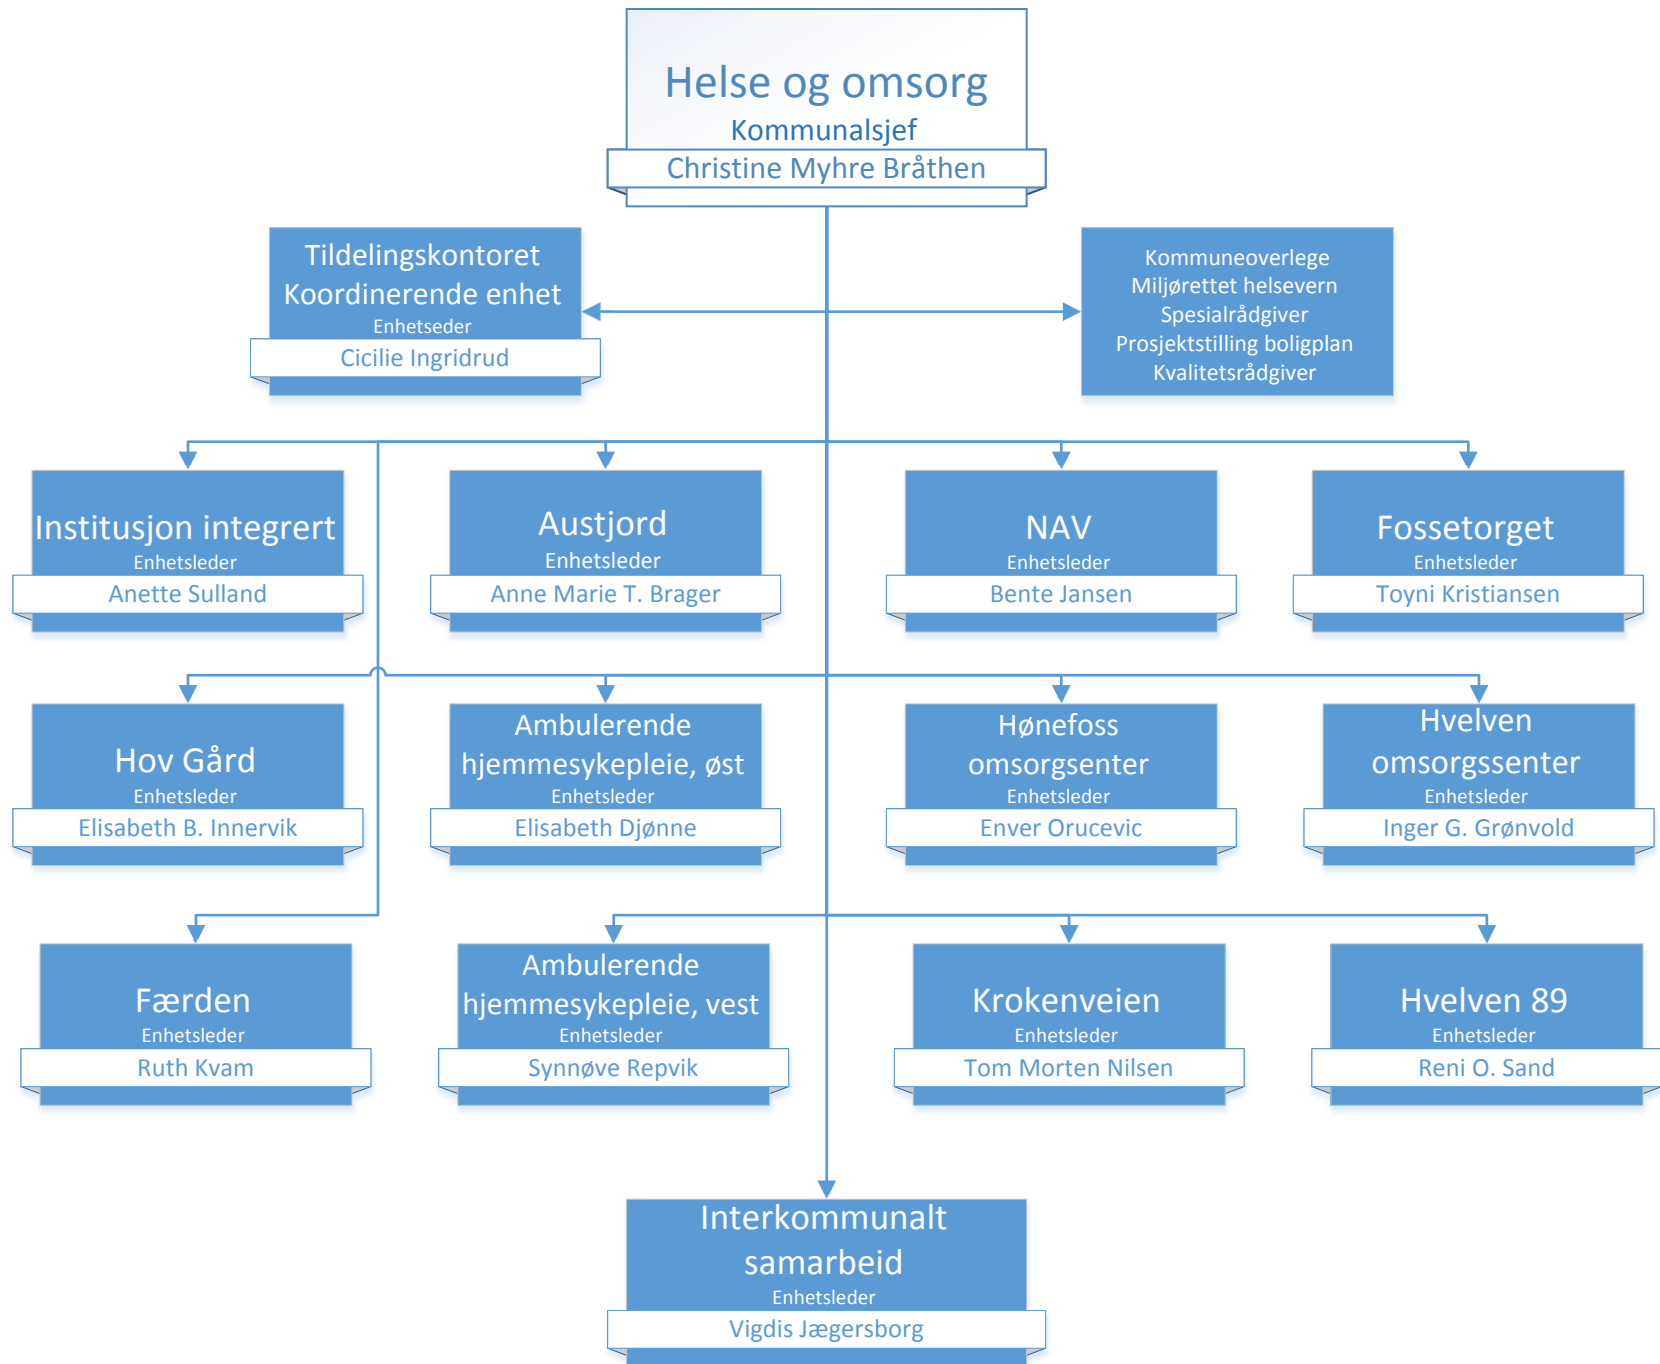 Helse og omsorg
Kommunalsjef
Christine Myhre Bråthen
Tildelingskontoret
Koordinerende enhet
Enhetseder
Cicilie Ingridrud
Kommuneoverlege
Miljørettet helsevern
Spesialrådgiver
Prosjektstilling boligplan
Kvalitetsrådgiver
Institusjon integrert
Enhetsleder
Anette Sulland
Austjord
Enhetsleder
Anne Marie T. Brager
NAV
Enhetsleder
Bente Jansen
Fossetorget
Enhetsleder
Toyni Kristiansen
Hov Gård
Enhetsleder
Elisabeth B. Innervik
Ambulerende
hjemmesykepleie, øst
Enhetsleder
Elisabeth Djønne
Hønefoss
omsorgsenter
Enhetsleder
Enver Orucevic
Hvelven
omsorgssenter
Enhetsleder
Inger G. Grønvold
Færden
Enhetsleder
Ruth Kvam
Ambulerende
hjemmesykepleie, vest
Enhetsleder
Synnøve Repvik
Krokenveien
Enhetsleder
Tom Morten Nilsen
Hvelven 89
Enhetsleder
Reni O. Sand
Interkommunalt
samarbeid
Enhetsleder
Vigdis Jægersborg